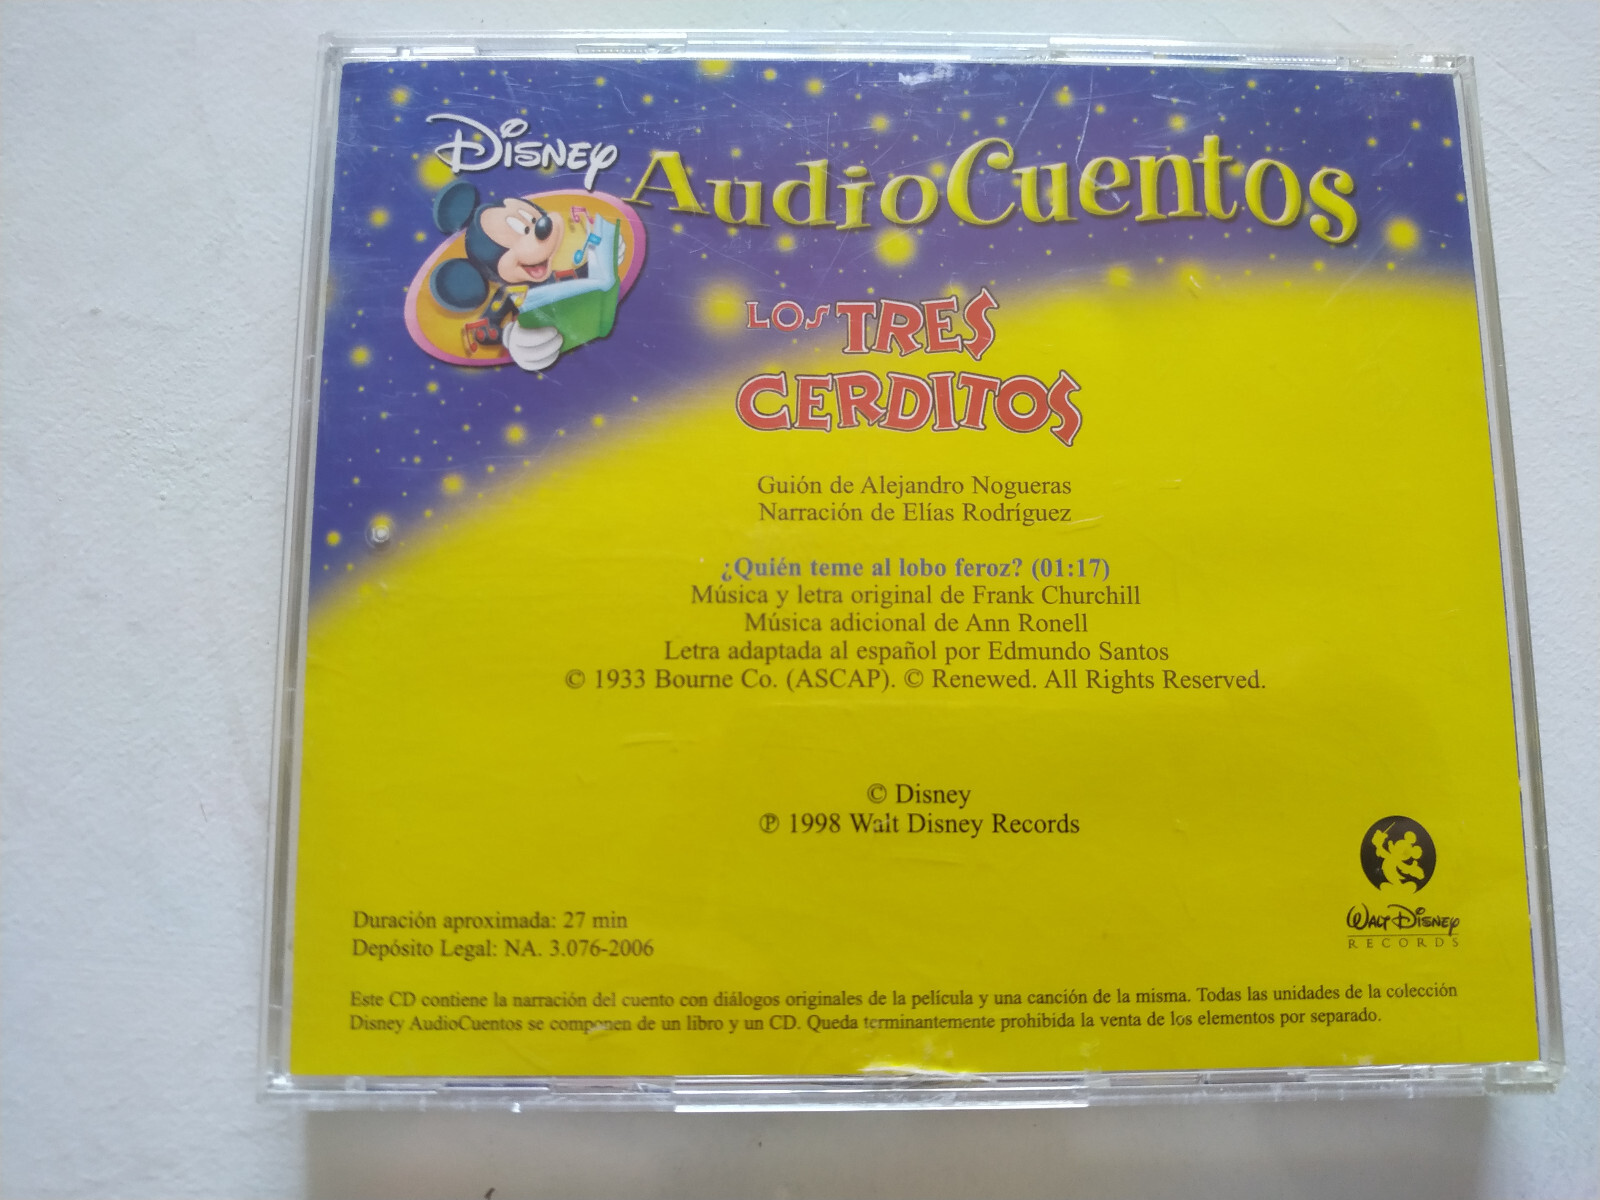 Disney
AudioCuentos
LOS TRES
CERDITOS
Guión de Alejandro Nogueras
Narración de Elías Rodríguez
¿Quién teme al lobo feroz? (01:17)
Música y letra original de Frank Churchill
Música adicional de Ann Ronell
Letra adaptada al español por Edmundo Santos
© 1933 Bourne Co. (ASCAP). © Renewed. All Rights Reserved.
© Disney
℗ 1998 Walt Disney Records
Duración aproximada: 27 min
Depósito Legal: NA. 3.076-2006
WALT DISNEY
RECORDS
Este CD contiene la narración del cuento con diálogos originales de la película y una canción de la misma. Todas las unidades de la colección
Disney AudioCuentos se componen de un libro y un CD. Queda terminantemente prohibida la venta de los elementos por separado.